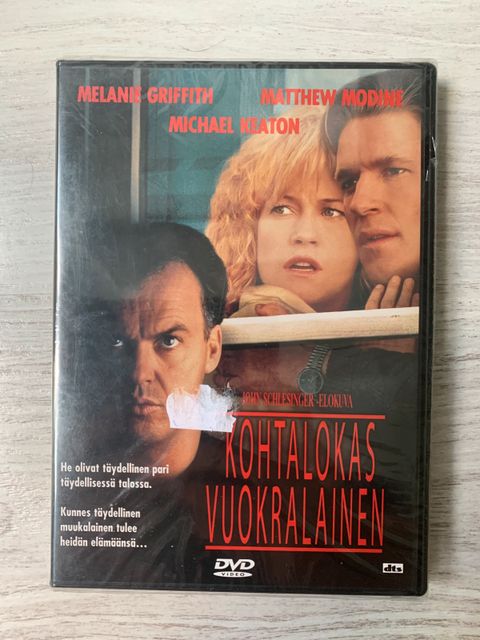 MELANIE GRIFFITH MATTHEW MODINE
MICHAEL KEATON
JOHN SCHLESINGER -ELOKUVA
KOHTALOKAS
VUOKRALAINEN
He olivat täydellinen pari
täydellisessä talossa.
Kunnes täydellinen
muukalainen tulee
heidän elämäänsä...
DVD
VIDEO
dts